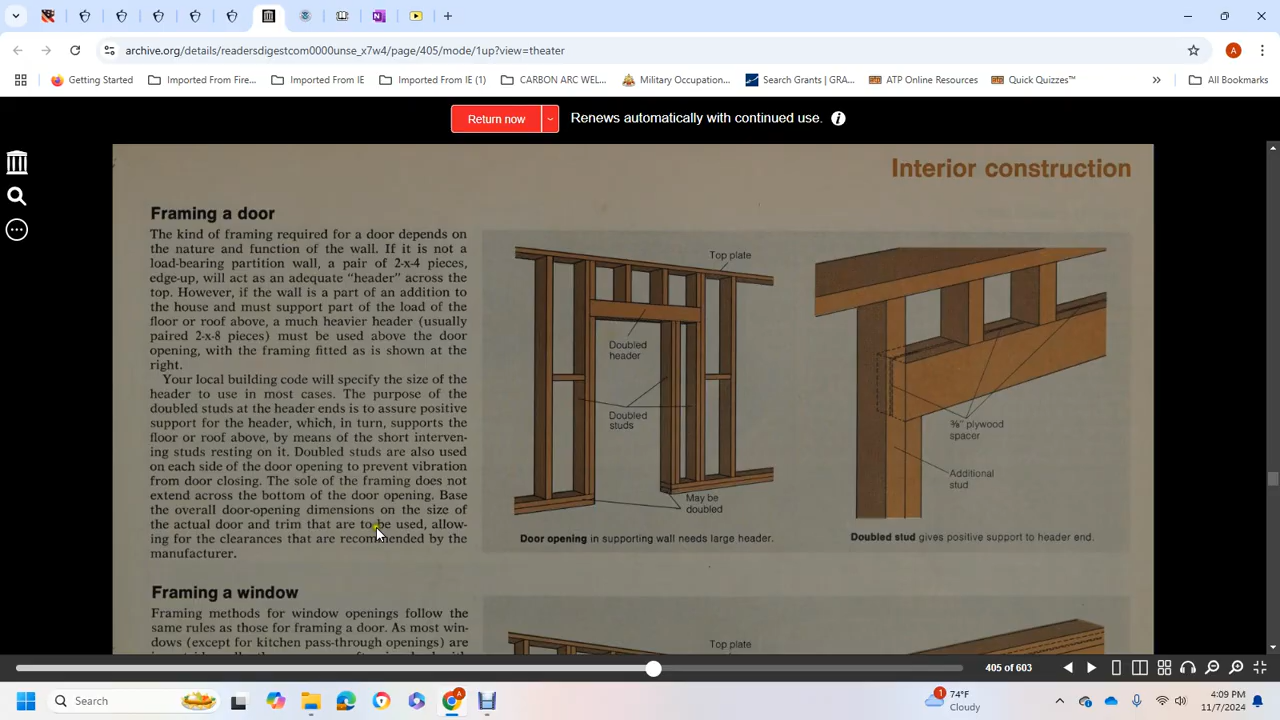 archive.org/details/readersdigestcom0000unse_x7w4/page/405/mode/1up?view=theater
A
Getting Started
Imported From Fire...
Imported From IE
Imported From IE (1)
CARBON ARC WEL...
Military Occupation...
Search Grants | GRA...
ATP Online Resources
Quick Quizzes™
All Bookmarks
Return now
Renews automatically with continued use.
Interior construction
Framing a door
The kind of framing required for a door depends on
the nature and function of the wall. If it is not a
load-bearing partition wall, a pair of 2-x-4 pieces,
edge-up, will act as an adequate "header" across the
top. However, if the wall is a part of an addition to
the house and must support part of the load of the
floor or roof above, a much heavier header (usually
paired 2-x-8 pieces) must be used above the door
opening, with the framing fitted as is shown at the
right.
Your local building code will specify the size of the
header to use in most cases. The purpose of the
doubled studs at the header ends is to assure positive
support for the header, which, in turn, supports the
floor or roof above, by means of the short interven-
ing studs resting on it. Doubled studs are also used
on each side of the door opening to prevent vibration
from door closing. The sole of the framing does not
extend across the bottom of the door opening. Base
the overall door-opening dimensions on the size of
the actual door and trim that are to be used, allow-
ing for the clearances that are recommended by the
manufacturer.
Top plate
Doubled
header
Doubled
studs
May be
doubled
Door opening in supporting wall needs large header.
⅜" plywood
spacer
Additional
stud
Doubled stud gives positive support to header end.
Framing a window
Framing methods for window openings follow the
same rules as those for framing a door. As most win-
dows (except for kitchen pass-through openings) are
Top plate
405 of 603
Search
1
74°F
Cloudy
4:09 PM
11/7/2024